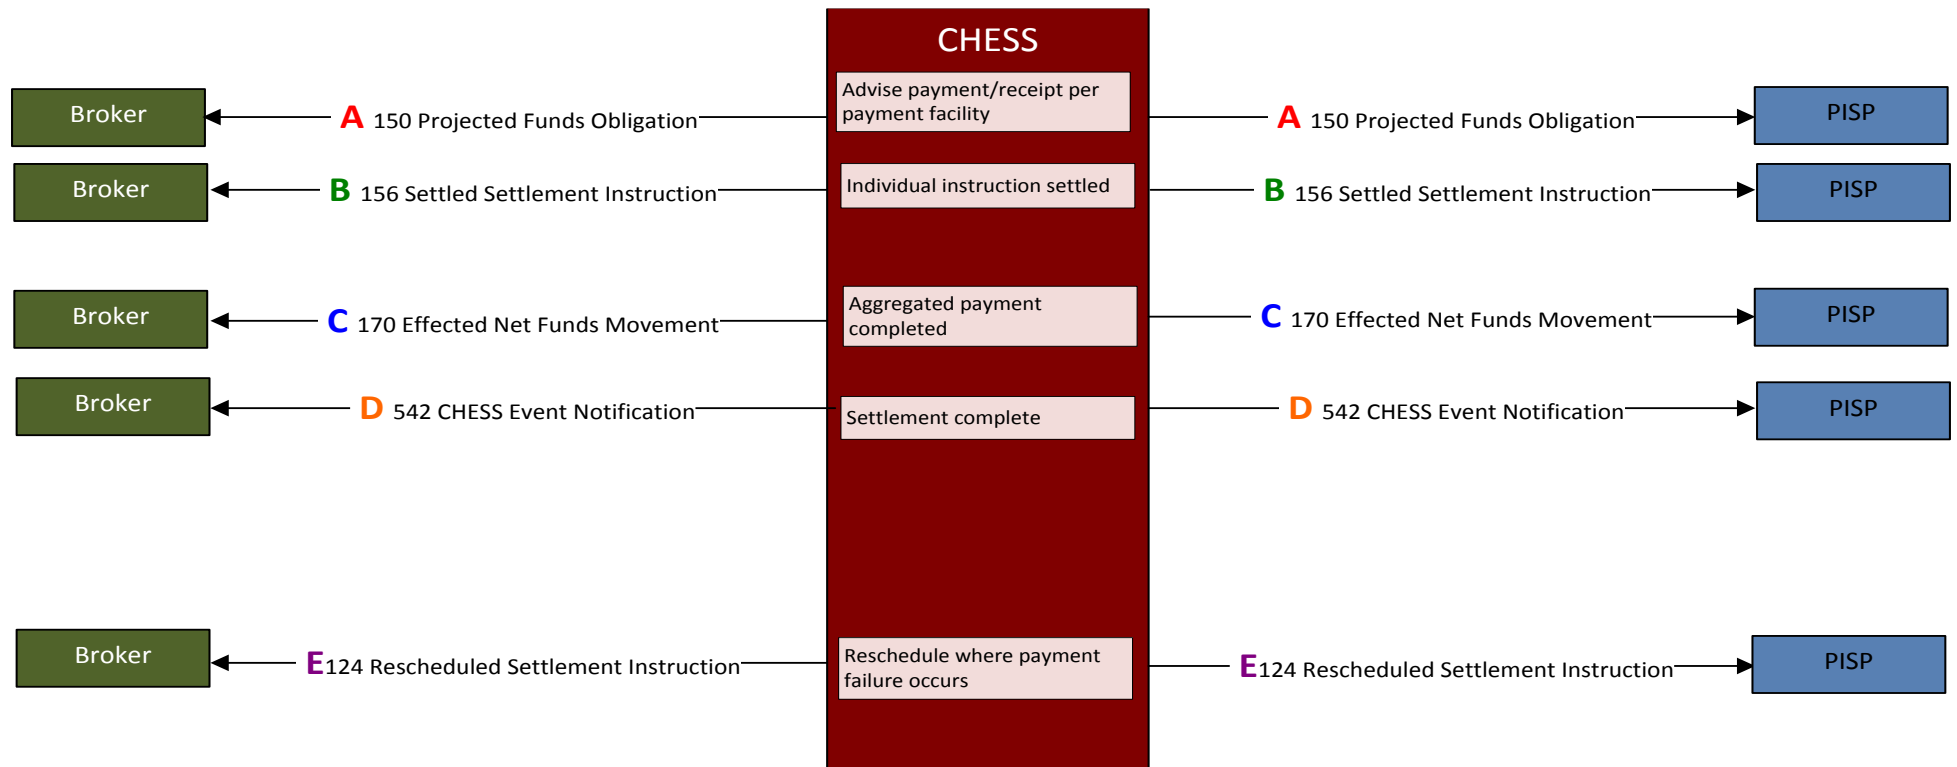 CHESS
Advise payment/receipt per
payment facility
Broker
A 150 Projected Funds Obligation
A 150 Projected Funds Obligation
PISP
Broker
B 156 Settled Settlement Instruction
Individual instruction settled
B 156 Settled Settlement Instruction
PISP
Broker
C 170 Effected Net Funds Movement
Aggregated payment
completed
C 170 Effected Net Funds Movement
PISP
Broker
D 542 CHESS Event Notification
Settlement complete
D 542 CHESS Event Notification
PISP
Broker
E124 Rescheduled Settlement Instruction
Reschedule where payment
failure occurs
E124 Rescheduled Settlement Instruction
PISP